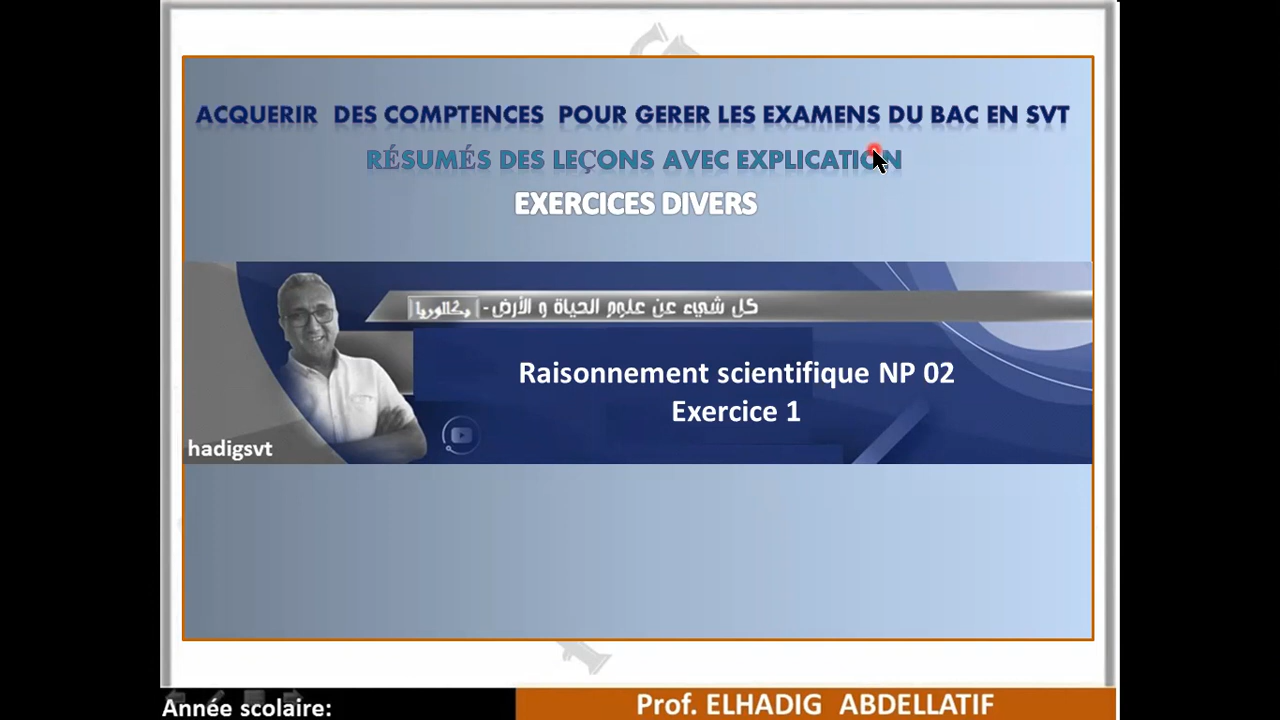 ACQUERIR DES COMPTENCES POUR GERER LES EXAMENS DU BAC EN SVT
RÉSUMÉS DES LEÇONS AVEC EXPLICATION
EXERCICES DIVERS
كل شيء عن علوم الحياة و الأرض - بكالوريا
Raisonnement scientifique NP 02
Exercice 1
hadigsvt
Année scolaire:
Prof. ELHADIG ABDELLATIF